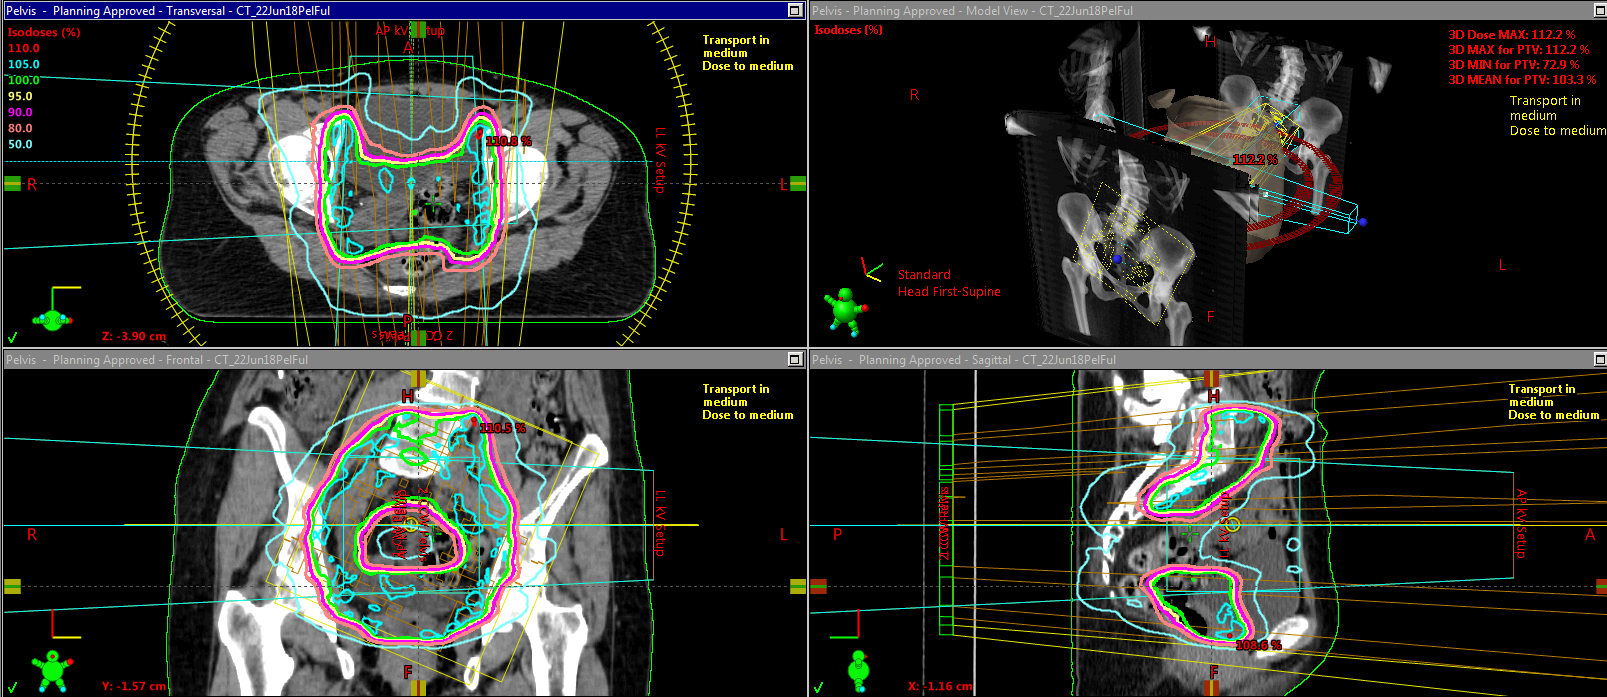 Pelvis - Planning Approved - Transversal - CT_22Jun18PelFul
Isodoses (%)
110.0
105.0
100.0
95.0
90.0
80.0
50.0
A
Transport in
medium
Dose to medium
110.8 %
LL kV Setup
R
L
P
Z: -3.90 cm
Pelvis - Planning Approved - Model View - CT_22Jun18PelFul
Isodoses (%)
H
3D Dose MAX: 112.2 %
3D MAX for PTV: 112.2 %
3D MIN for PTV: 72.9 %
3D MEAN for PTV: 103.3 %
Transport in
medium
Dose to medium
R
112.2 %
L
Standard
Head First-Supine
F
Pelvis - Planning Approved - Frontal - CT_22Jun18PelFul
H
Transport in
medium
Dose to medium
110.5 %
LL kV Setup
R
L
F
Y: -1.57 cm
Pelvis - Planning Approved - Sagittal - CT_22Jun18PelFul
H
Transport in
medium
Dose to medium
AP kV Setup
P
A
108.6 %
F
X: -1.16 cm